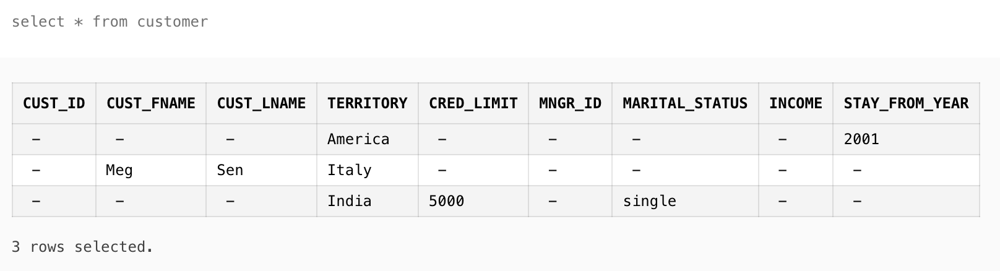 select * from customer
CUST_ID CUST_FNAME CUST_LNAME TERRITORY CRED_LIMIT MNGR_ID MARITAL_STATUS INCOME STAY_FROM_YEAR
– – – America – – – – 2001
– Meg Sen Italy – – – – –
– – – India 5000 – single – –
3 rows selected.